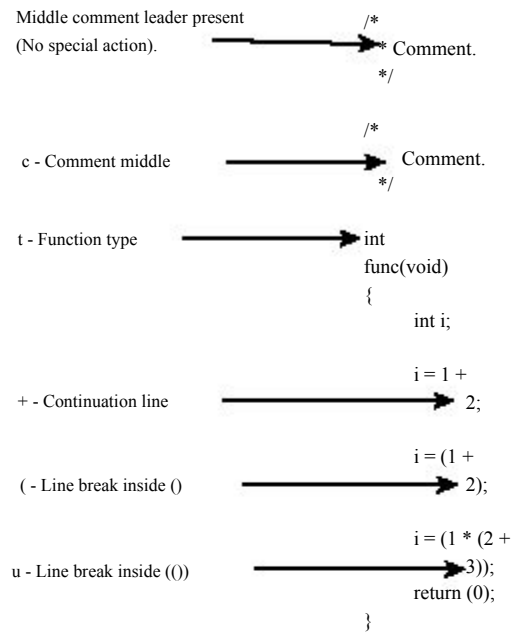 Middle comment leader present
(No special action).
/*
* Comment.
*/
/*
c - Comment middle
Comment.
*/
t - Function type
int
func(void)
{
int i;
i = 1 +
+ - Continuation line
2;
i = (1 +
( - Line break inside ()
2);
i = (1 * (2 +
u - Line break inside (())
3));
return (0);
}